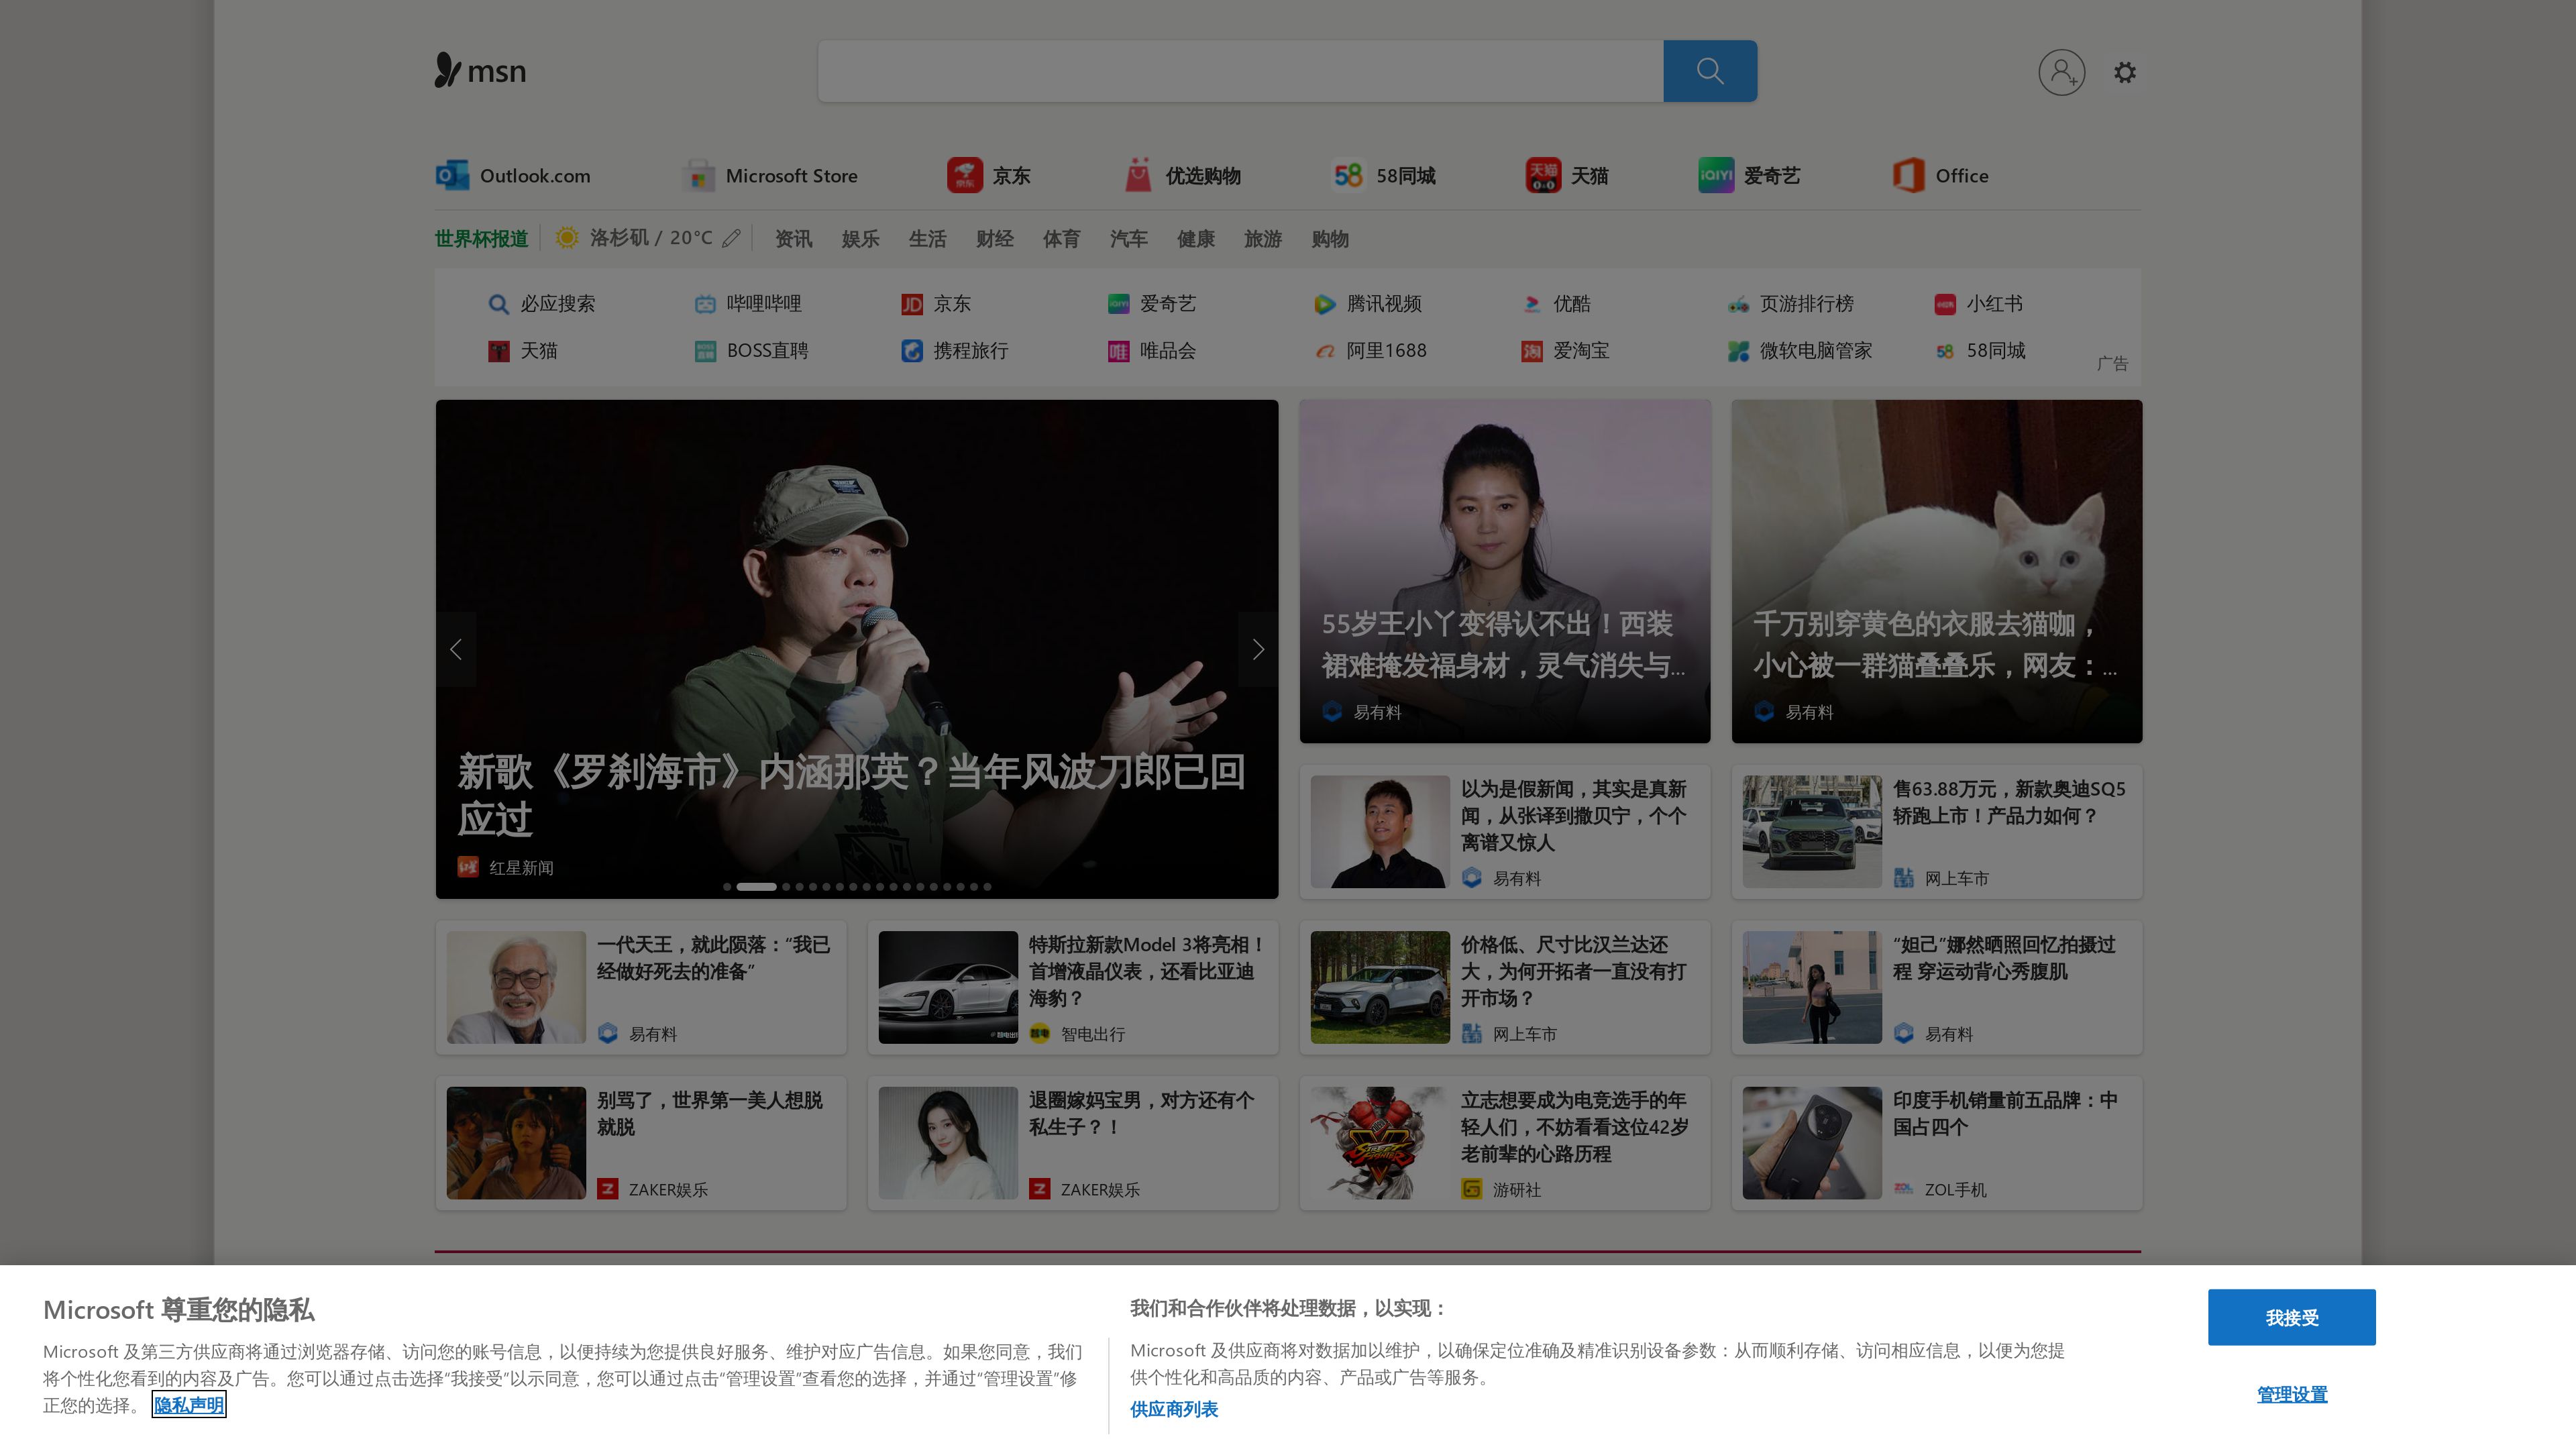 msn
Outlook.com
Microsoft Store
京东
优选购物
58同城
天猫
爱奇艺
Office
世界杯报道
洛杉矶 / 20°C
资讯
娱乐
生活
财经
体育
汽车
健康
旅游
购物
必应搜索
哔哩哔哩
京东
爱奇艺
腾讯视频
优酷
页游排行榜
小红书
天猫
BOSS直聘
携程旅行
唯品会
阿里1688
爱淘宝
微软电脑管家
58同城
广告
新歌《罗刹海市》内涵那英？当年风波刀郎已回
应过
红星新闻
55岁王小丫变得认不出！西装
裙难掩发福身材，灵气消失与...
易有料
千万别穿黄色的衣服去猫咖，
小心被一群猫叠叠乐，网友：...
易有料
以为是假新闻，其实是真新
闻，从张译到撒贝宁，个个
离谱又惊人
易有料
售63.88万元，新款奥迪SQ5
轿跑上市！产品力如何？
网上车市
一代天王，就此陨落：“我已
经做好死去的准备”
易有料
特斯拉新款Model 3将亮相！
首增液晶仪表，还看比亚迪
海豹？
智电出行
价格低、尺寸比汉兰达还
大，为何开拓者一直没有打
开市场？
网上车市
“妲己”娜然晒照回忆拍摄过
程 穿运动背心秀腹肌
易有料
别骂了，世界第一美人想脱
就脱
ZAKER娱乐
退圈嫁妈宝男，对方还有个
私生子？！
ZAKER娱乐
立志想要成为电竞选手的年
轻人们，不妨看看这位42岁
老前辈的心路历程
游研社
印度手机销量前五品牌：中
国占四个
ZOL手机
Microsoft 尊重您的隐私
Microsoft 及第三方供应商将通过浏览器存储、访问您的账号信息，以便持续为您提供良好服务、维护对应广告信息。如果您同意，我们
将个性化您看到的内容及广告。您可以通过点击选择“我接受”以示同意，您可以通过点击“管理设置”查看您的选择，并通过“管理设置”修
正您的选择。 隐私声明
我们和合作伙伴将处理数据，以实现：
Microsoft 及供应商将对数据加以维护，以确保定位准确及精准识别设备参数：从而顺利存储、访问相应信息，以便为您提
供个性化和高品质的内容、产品或广告等服务。
供应商列表
我接受
管理设置